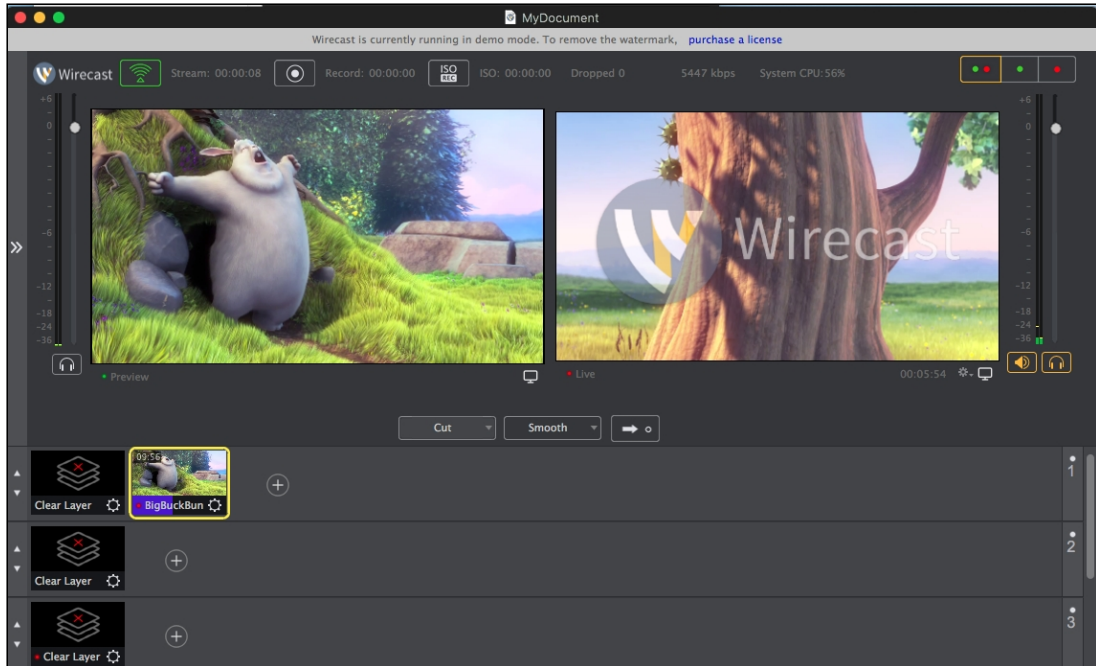 MyDocument
Wirecast is currently running in demo mode. To remove the watermark, purchase a license
Wirecast Stream: 00:00:08 Record: 00:00:00 ISO REC ISO: 00:00:00 Dropped 0 5447 kbps System CPU: 56%
+6 +6
0 0
-6 -6
-12 -12
-18 -18
-24 -24
-36 -36
Wirecast
Preview Live 00:05:54
Cut Smooth
09:56
Clear Layer BigBuckBun 1
Clear Layer 2
Clear Layer 3